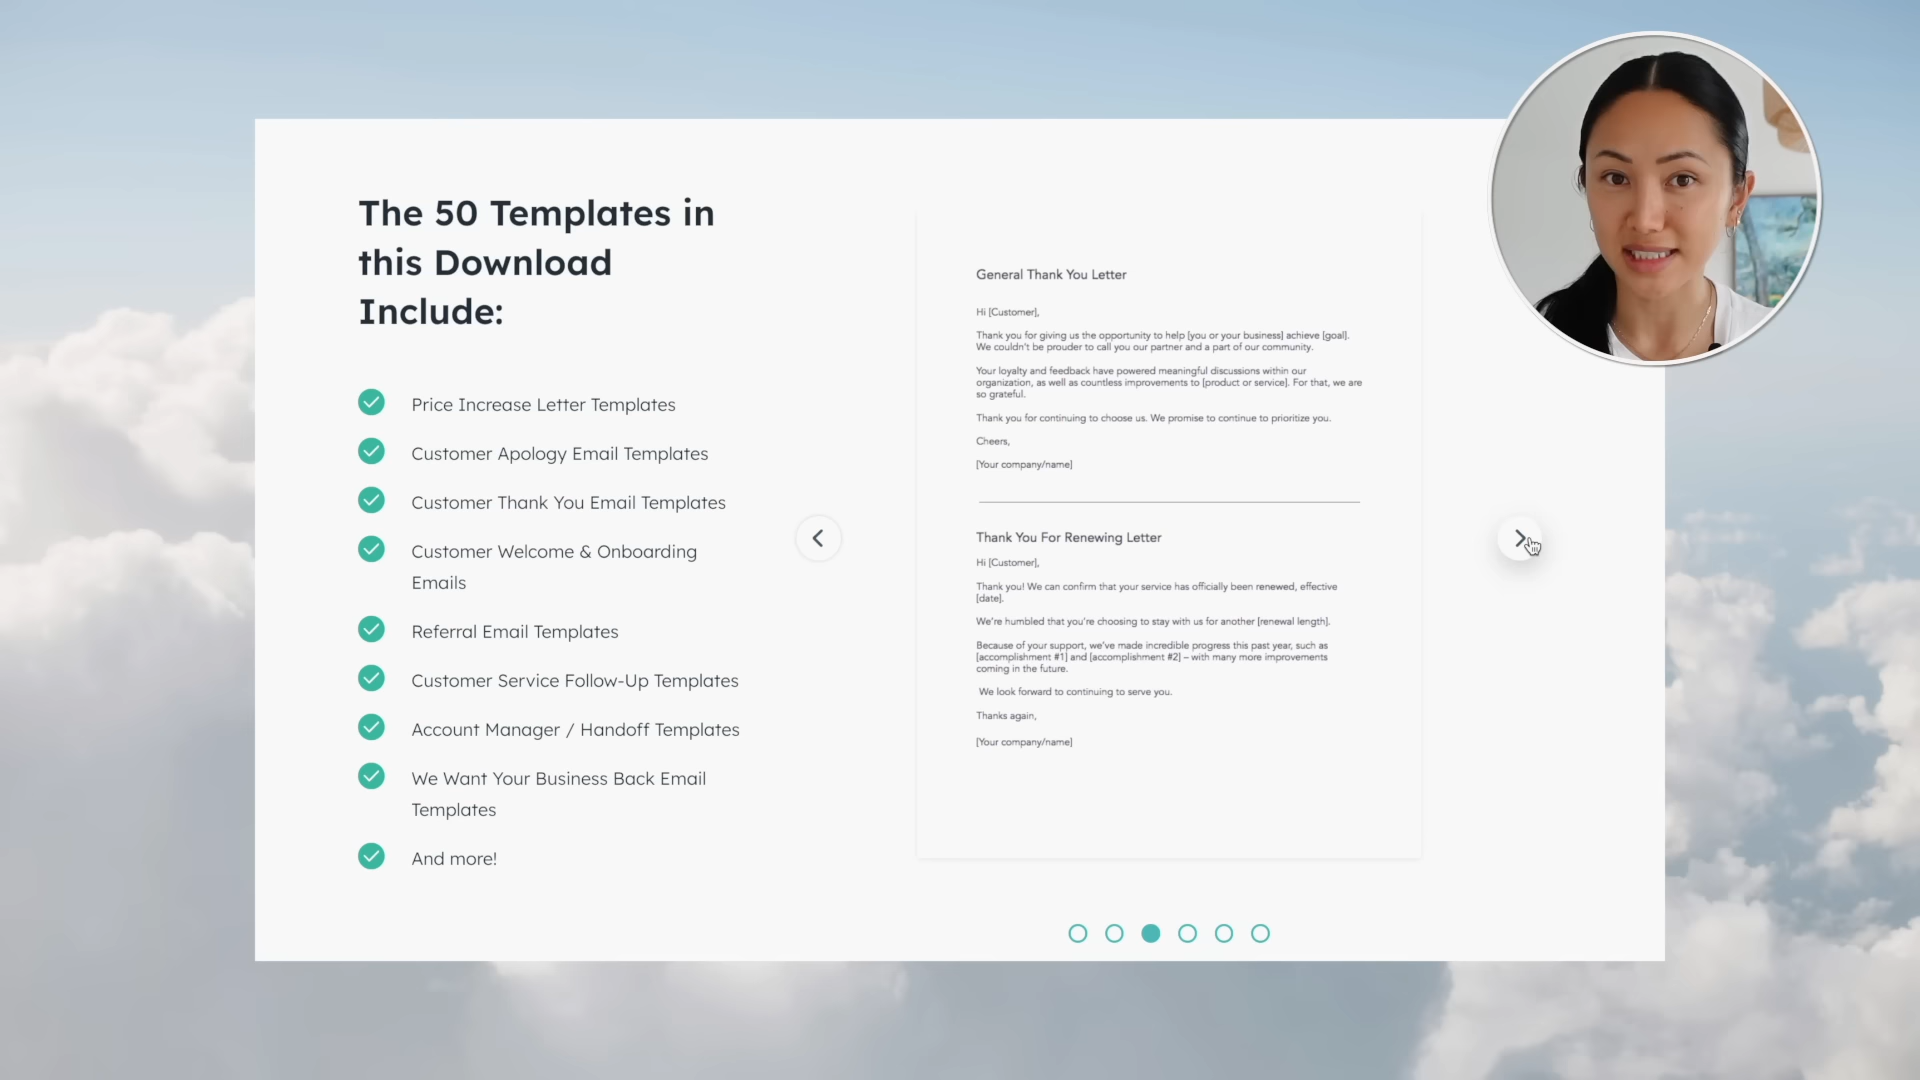 The 50 Templates in
this Download
Include:
Price Increase Letter Templates
Customer Apology Email Templates
Customer Thank You Email Templates
Customer Welcome & Onboarding
Emails
Referral Email Templates
Customer Service Follow-Up Templates
Account Manager / Handoff Templates
We Want Your Business Back Email
Templates
And more!
General Thank You Letter
Hi [Customer],
Thank you for giving us the opportunity to help [you or your business] achieve [goal].
We couldn't be prouder to call you our partner and a part of our community.
Your loyalty and feedback have powered meaningful discussions within our
organization, as well as countless improvements to [product or service]. For that, we are
so grateful.
Thank you for continuing to choose us. We promise to continue to prioritize you.
Cheers,
[Your company/name]
Thank You For Renewing Letter
Hi [Customer],
Thank you! We can confirm that your service has officially been renewed, effective
[date].
We're humbled that you're choosing to stay with us for another [renewal length].
Because of your support, we've made incredible progress this past year, such as
[accomplishment #1] and [accomplishment #2] – with many more improvements
coming in the future.
We look forward to continuing to serve you.
Thanks again,
[Your company/name]